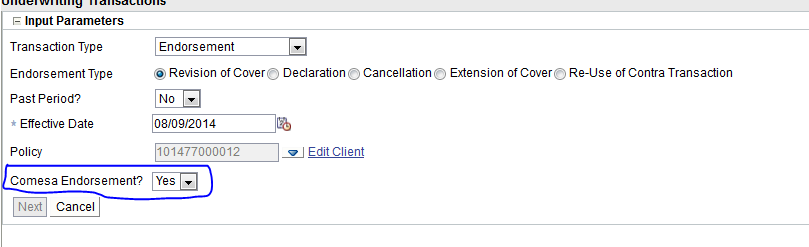 Underwriting Transactions
Input Parameters
Transaction Type Endorsement
Endorsement Type Revision of Cover Declaration Cancellation Extension of Cover Re-Use of Contra Transaction
Past Period? No
* Effective Date 08/09/2014
Policy 101477000012 Edit Client
Comesa Endorsement? Yes
Next Cancel